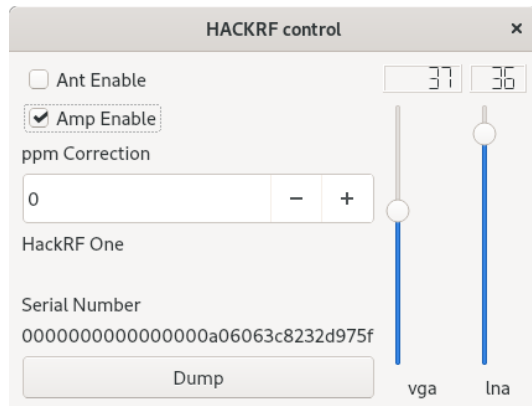 HACKRF control ×
Ant Enable
37 36
Amp Enable
ppm Correction
0 − +
HackRF One
Serial Number
0000000000000000a06063c8232d975f
Dump
vga lna